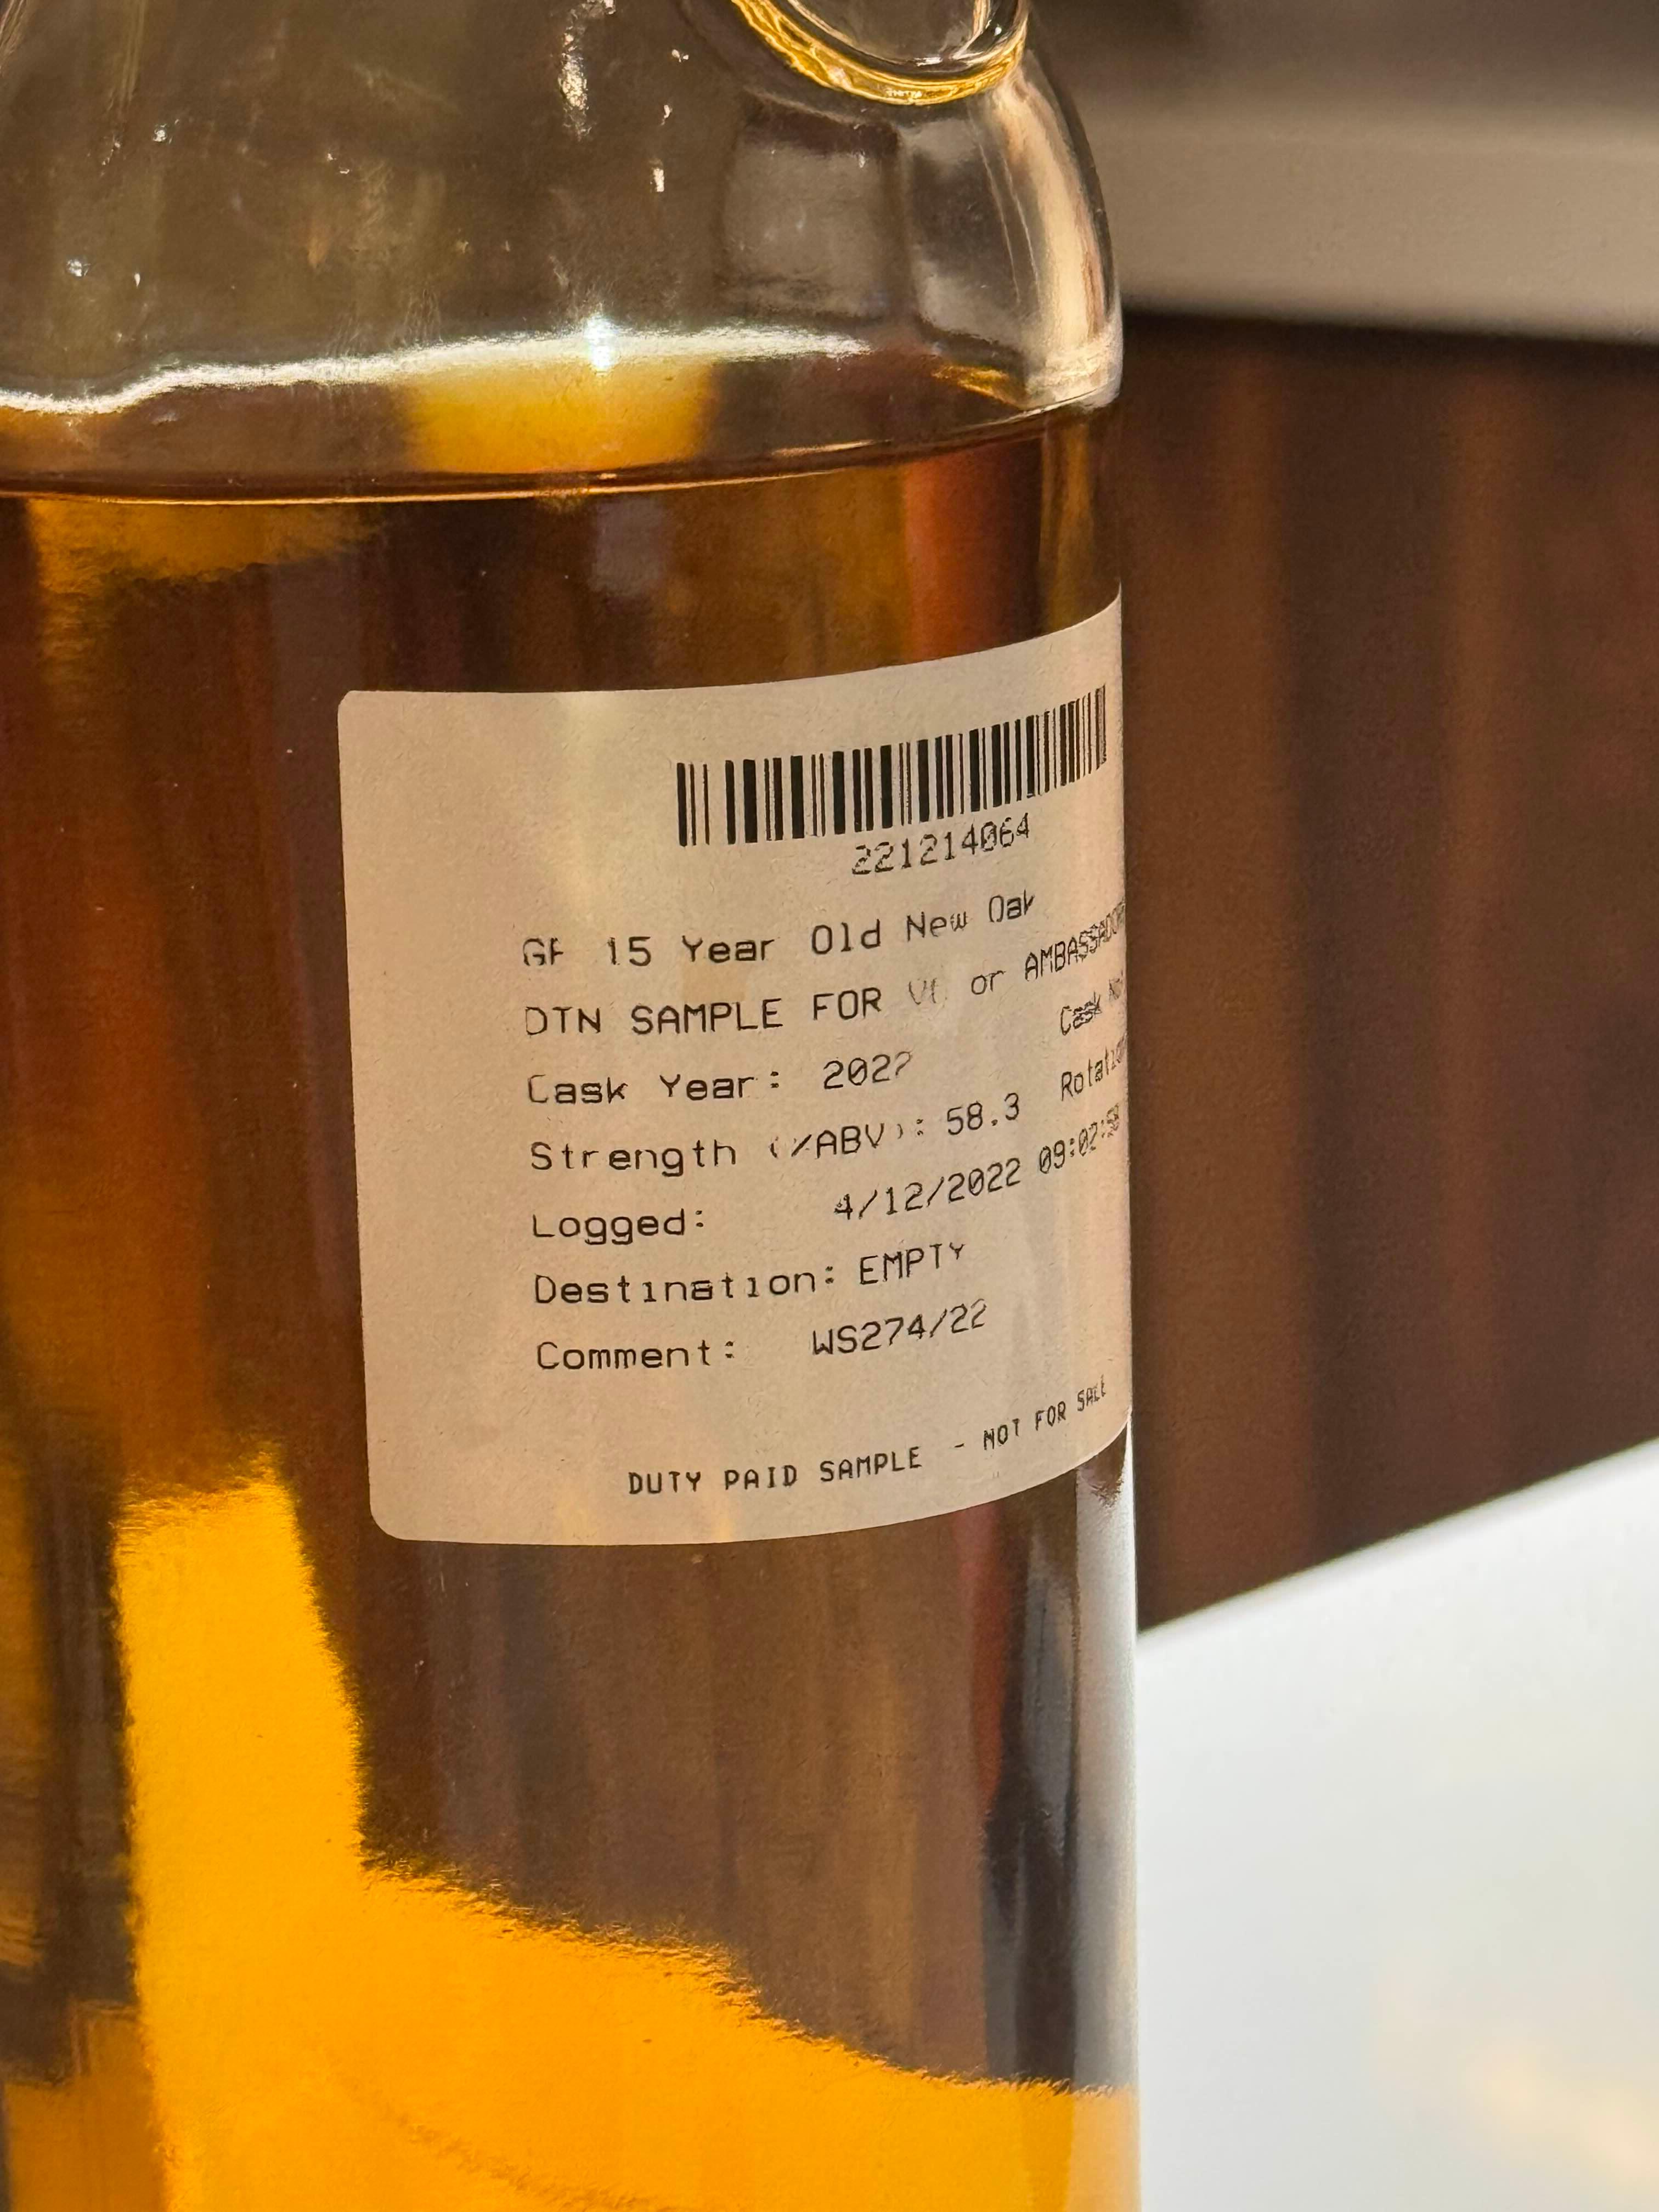 221214064
GF 15 Year Old New Oak
DTN SAMPLE FOR or
Cask Year: 2022 Cask
Strength (%ABV): 58.3
Logged: 4/12/2022
Destination: EMPTY
Comment: WS274/22
DUTY PAID SAMPLE - NOT FOR SALE